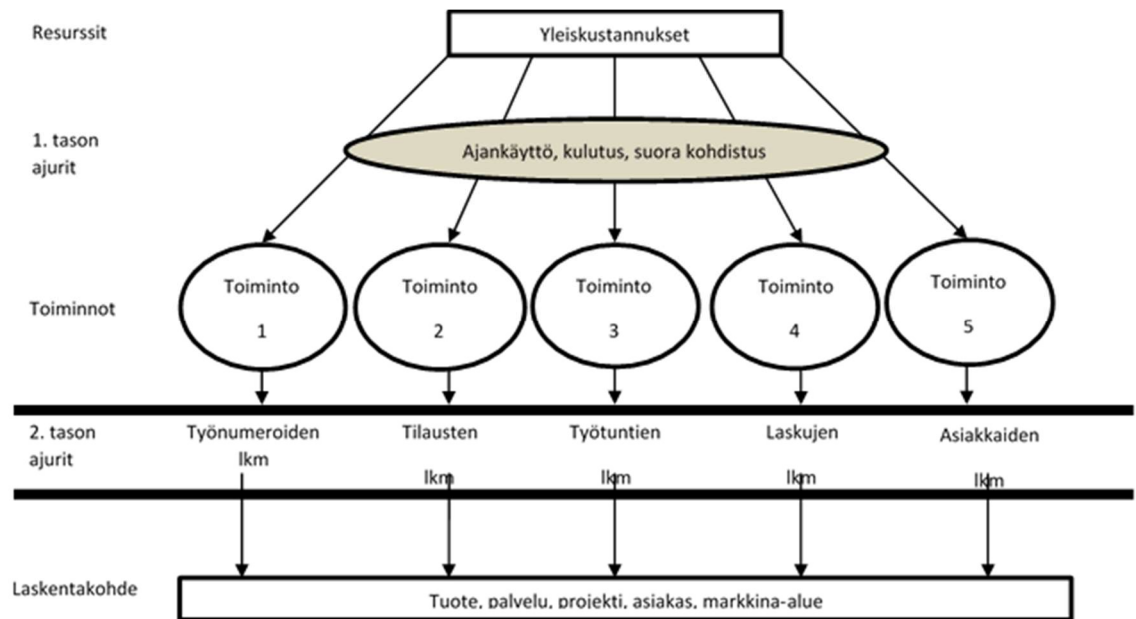 Resurssit
Yleiskustannukset
1. tason
ajurit
Ajankäyttö, kulutus, suora kohdistus
Toiminnot
Toiminto
1
Toiminto
2
Toiminto
3
Toiminto
4
Toiminto
5
2. tason
ajurit
Työnumeroiden
lkm
Tilausten
lkm
Työtuntien
lkm
Laskujen
lkm
Asiakkaiden
lkm
Laskentakohde
Tuote, palvelu, projekti, asiakas, markkina-alue